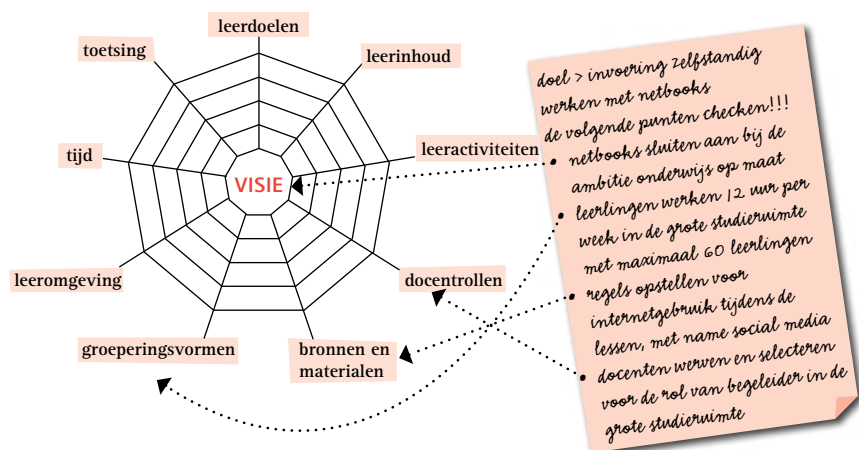 leerdoelen
toetsing
leerinhoud
tijd
VISIE
leeractiviteiten
leeromgeving
docentrollen
groeperingsvormen
bronnen en
materialen
doel > invoering zelfstandig
werken met netbooks
de volgende punten checken!!!
• netbooks sluiten aan bij de
ambitie onderwijs op maat
• leerlingen werken 12 uur per
week in de grote studieruimte
met maximaal 60 leerlingen
• regels opstellen voor
internetgebruik tijdens de
lessen, met name social media
• docenten werven en selecteren
voor de rol van begeleider in de
grote studieruimte